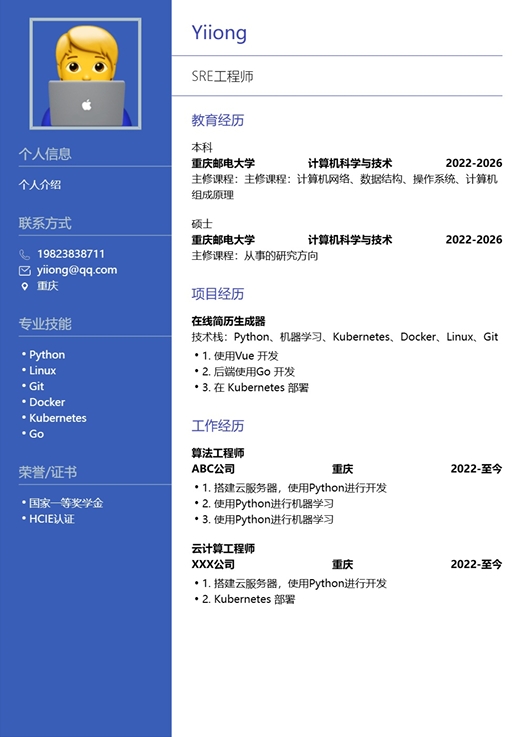 个人信息
个人介绍
联系方式
19823838711
yiiong@qq.com
重庆
专业技能
• Python
• Linux
• Git
• Docker
• Kubernetes
• Go
荣誉/证书
• 国家一等奖学金
• HCIE认证
Yiiong
SRE工程师
教育经历
本科
重庆邮电大学 计算机科学与技术 2022-2026
主修课程：主修课程：计算机网络、数据结构、操作系统、计算机
组成原理
硕士
重庆邮电大学 计算机科学与技术 2022-2026
主修课程：从事的研究方向
项目经历
在线简历生成器
技术栈：Python、机器学习、Kubernetes、Docker、Linux、Git
• 1. 使用Vue 开发
• 2. 后端使用Go 开发
• 3. 在 Kubernetes 部署
工作经历
算法工程师
ABC公司 重庆 2022-至今
• 1. 搭建云服务器，使用Python进行开发
• 2. 使用Python进行机器学习
• 3. 使用Python进行机器学习
云计算工程师
XXX公司 重庆 2022-至今
• 1. 搭建云服务器，使用Python进行开发
• 2. Kubernetes 部署